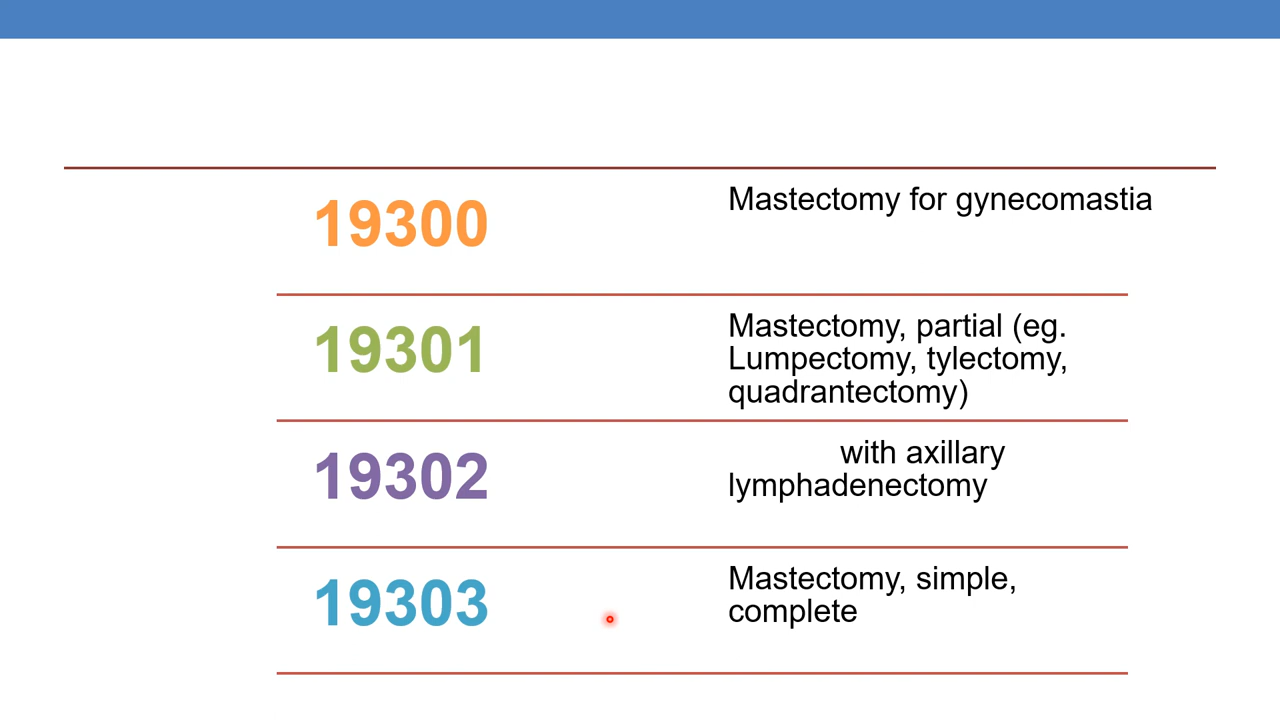 19300
Mastectomy for gynecomastia
19301
Mastectomy, partial (eg.
Lumpectomy, tylectomy,
quadrantectomy)
19302
with axillary
lymphadenectomy
19303
Mastectomy, simple,
complete